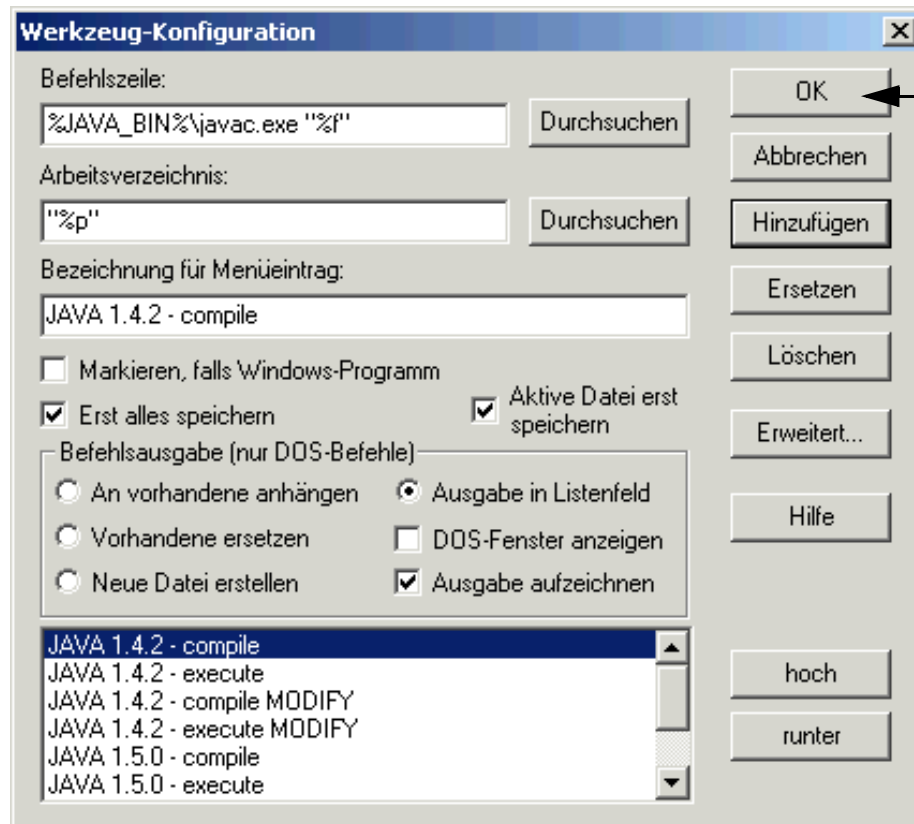 Werkzeug-Konfiguration
Befehlszeile:
%JAVA_BIN%\javac.exe "%f"
Durchsuchen
Arbeitsverzeichnis:
"%p"
Durchsuchen
Bezeichnung für Menüeintrag:
JAVA 1.4.2 - compile
Markieren, falls Windows-Programm
Erst alles speichern
Aktive Datei erst
speichern
Befehlsausgabe (nur DOS-Befehle)
An vorhandene anhängen
Ausgabe in Listenfeld
Vorhandene ersetzen
DOS-Fenster anzeigen
Neue Datei erstellen
Ausgabe aufzeichnen
JAVA 1.4.2 - compile
JAVA 1.4.2 - execute
JAVA 1.4.2 - compile MODIFY
JAVA 1.4.2 - execute MODIFY
JAVA 1.5.0 - compile
JAVA 1.5.0 - execute
OK
Abbrechen
Hinzufügen
Ersetzen
Löschen
Erweitert...
Hilfe
hoch
runter